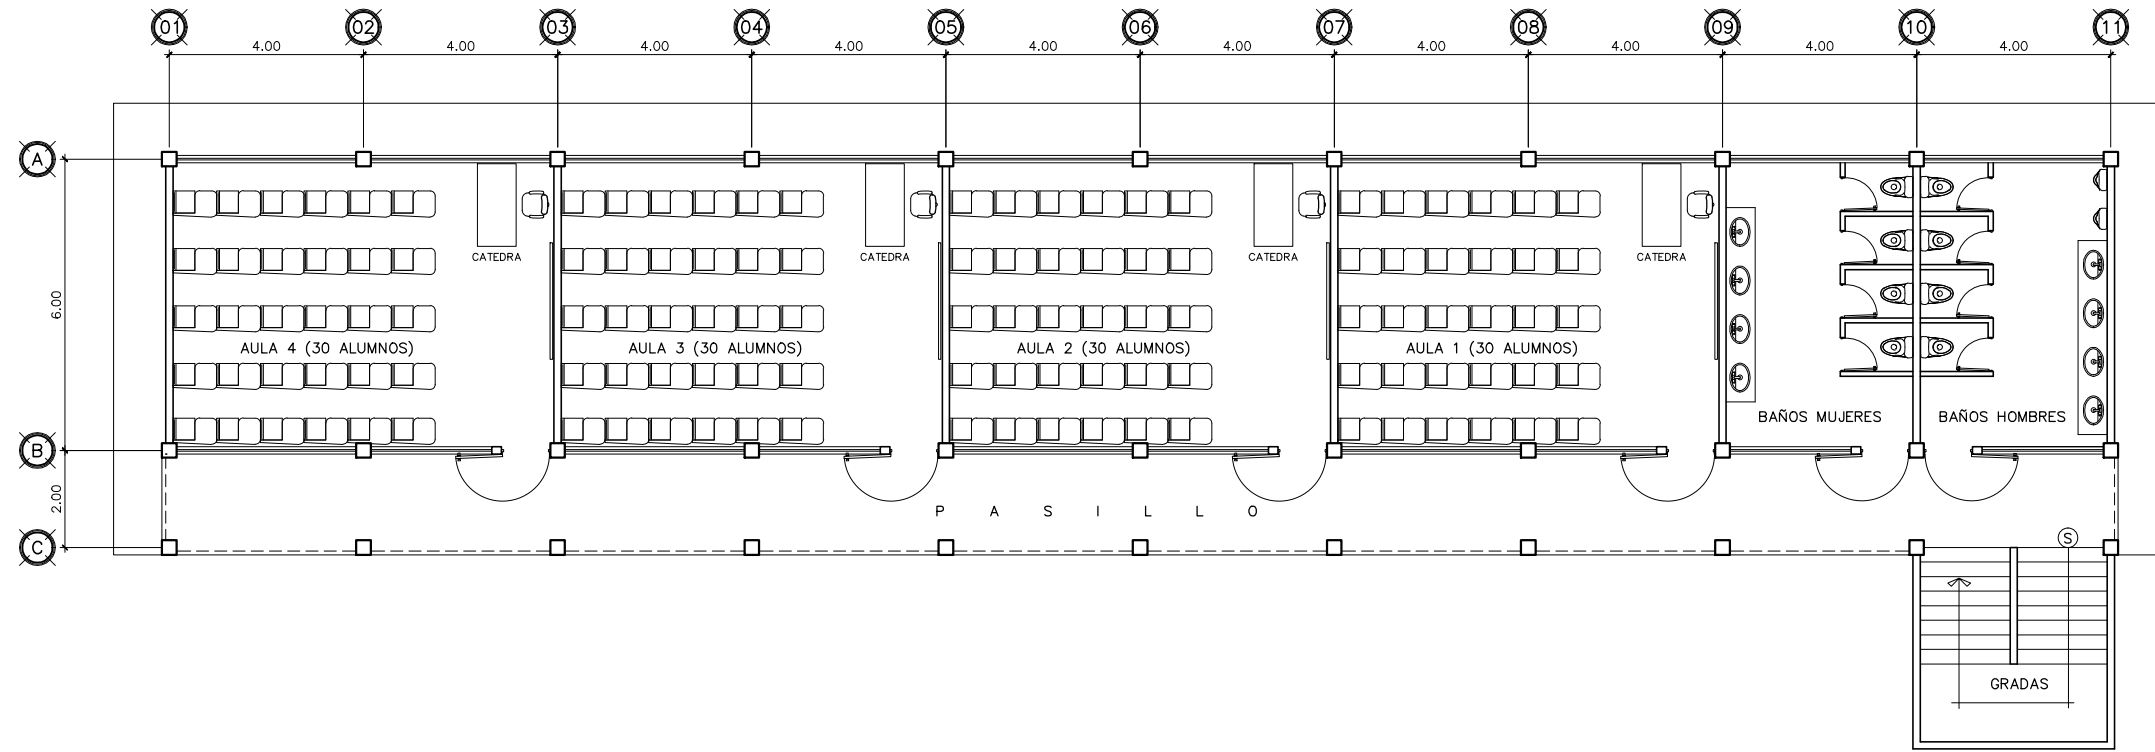 01 02 03 04 05 06 07 08 09 10 11
4.00 4.00 4.00 4.00 4.00 4.00 4.00 4.00 4.00 4.00
A
CATEDRA CATEDRA CATEDRA CATEDRA
6.00
AULA 4 (30 ALUMNOS) AULA 3 (30 ALUMNOS) AULA 2 (30 ALUMNOS) AULA 1 (30 ALUMNOS)
BAÑOS MUJERES BAÑOS HOMBRES
B
2.00
PASILLO
C
S
GRADAS